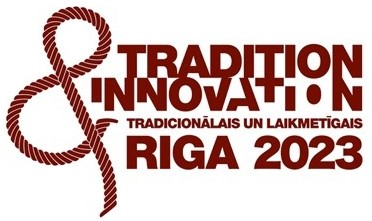 TRADITION
& INNOVATION
TRADICIONĀLAIS UN LAIKMETĪGAIS
RIGA 2023